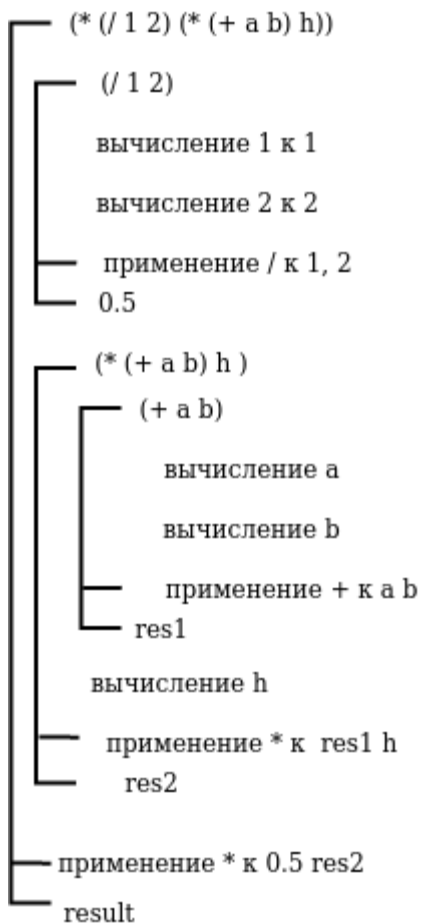 (* (/ 1 2) (* (+ a b) h))
(/ 1 2)
вычисление 1 к 1
вычисление 2 к 2
применение / к 1, 2
0.5
(* (+ a b) h )
(+ a b)
вычисление a
вычисление b
применение + к a b
res1
вычисление h
применение * к res1 h
res2
применение * к 0.5 res2
result